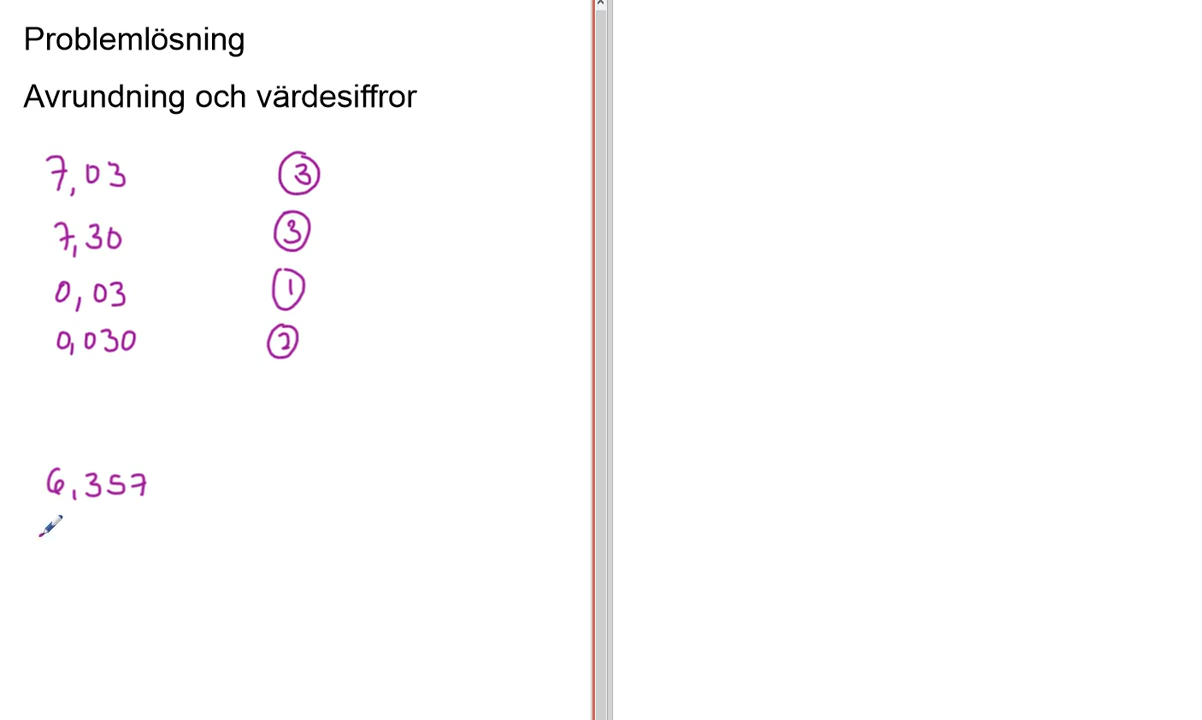 Problemlösning
Avrundning och värdesiffror
7,03 3
7,30 3
0,03 1
0,030 2
6,357